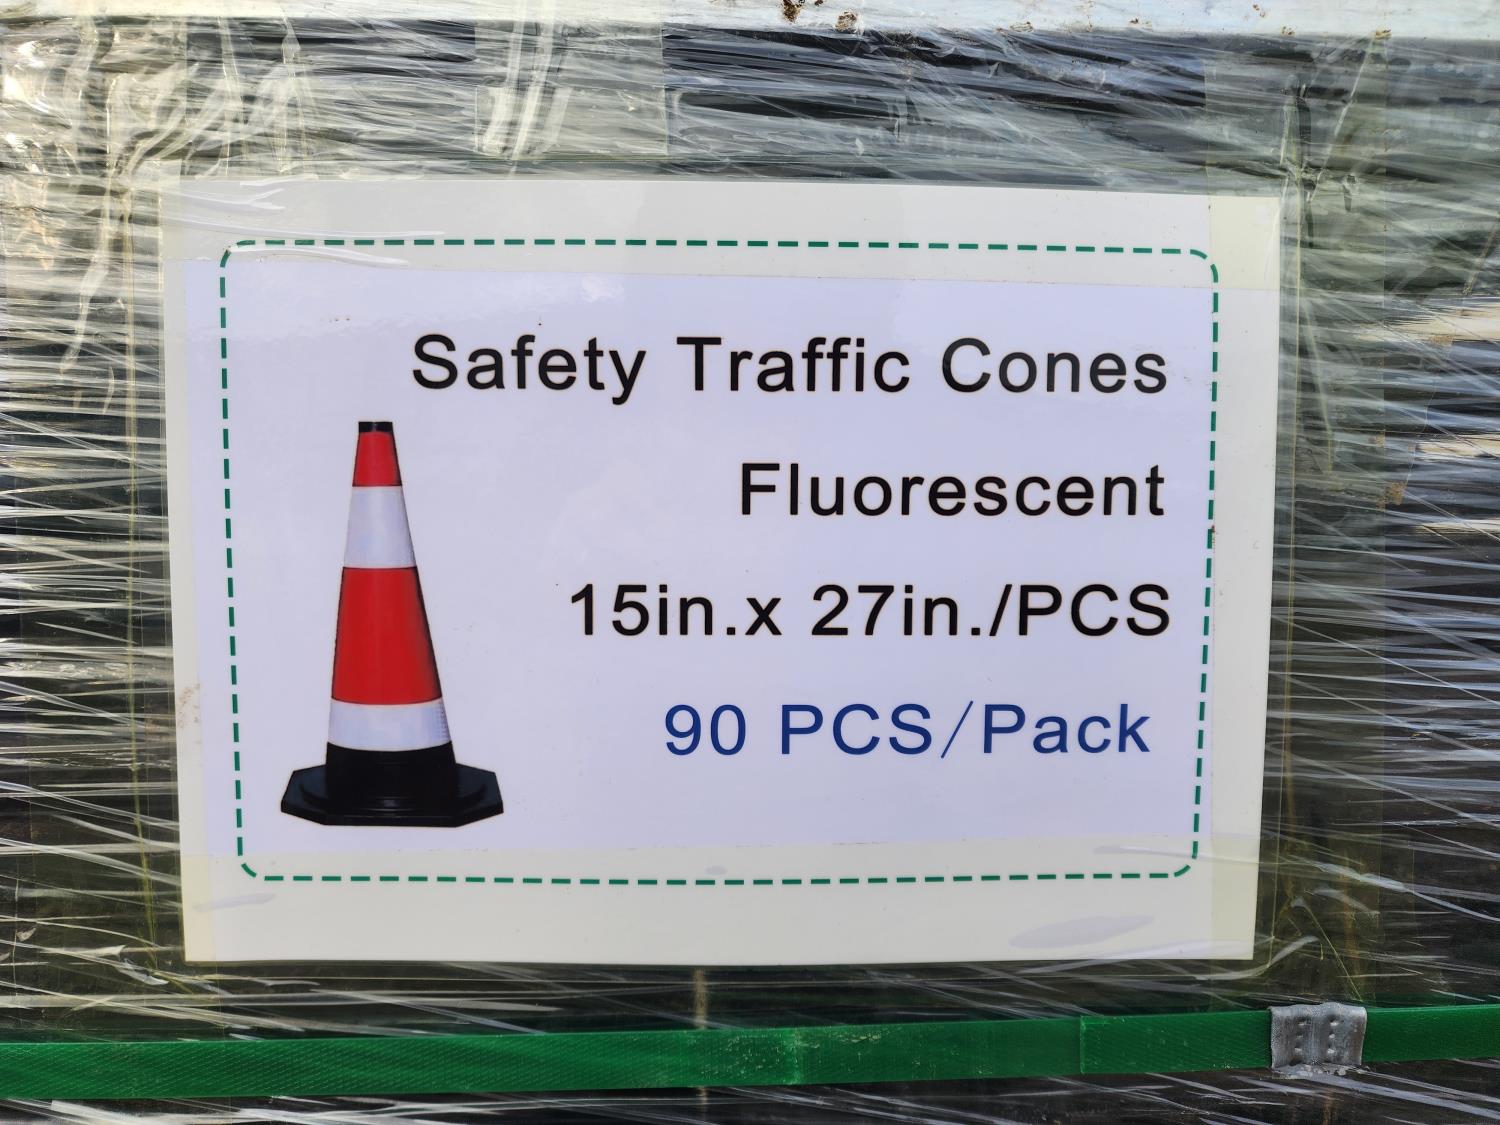 Safety Traffic Cones
Fluorescent
15in.x 27in./PCS
90 PCS/Pack